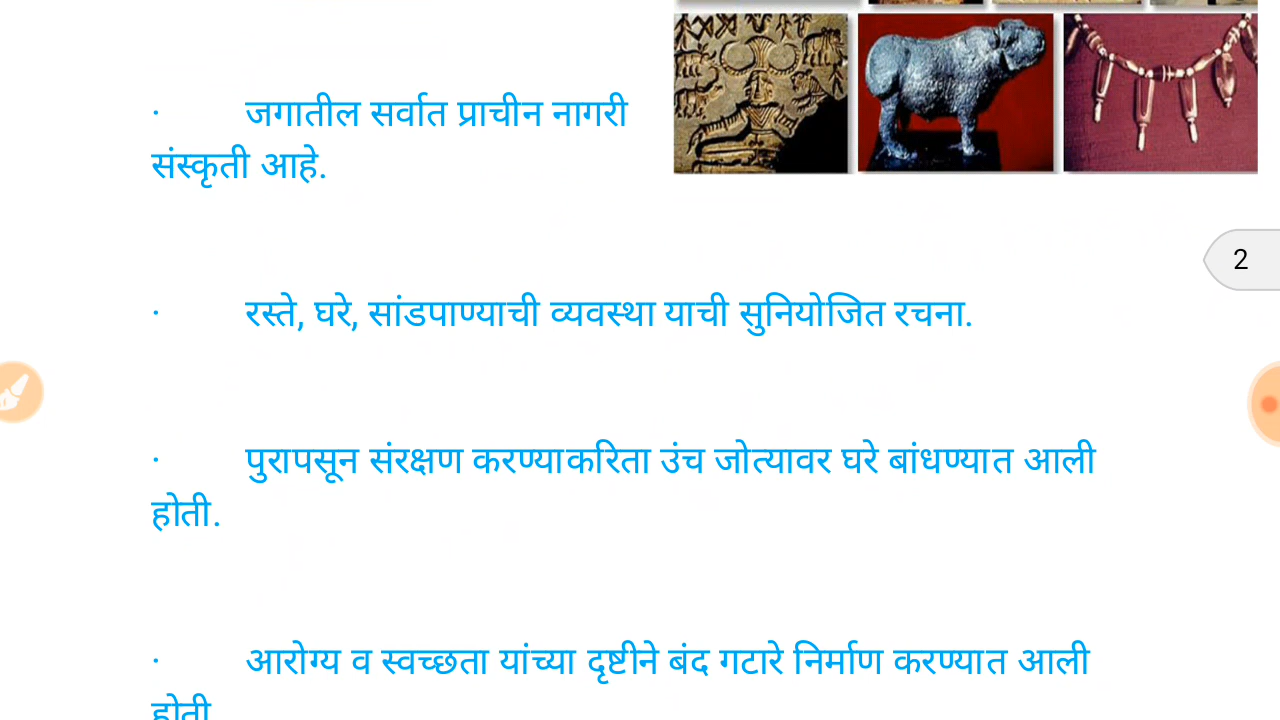 · जगातील सर्वात प्राचीन नागरी
संस्कृती आहे.
2
· रस्ते, घरे, सांडपाण्याची व्यवस्था याची सुनियोजित रचना.
· पुरापसून संरक्षण करण्याकरिता उंच जोत्यावर घरे बांधण्यात आली
होती.
· आरोग्य व स्वच्छता यांच्या दृष्टीने बंद गटारे निर्माण करण्यात आली
होती